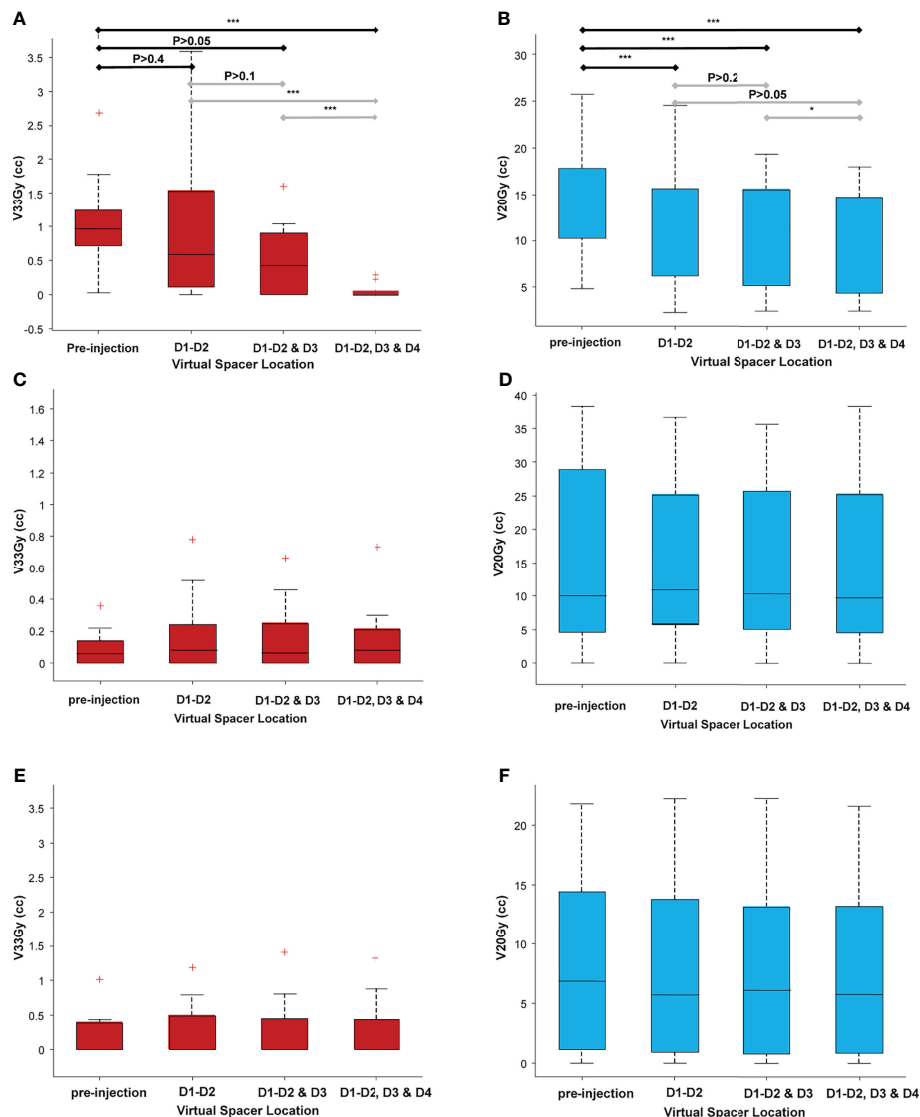 A
***
P>0.05
P>0.4
P>0.1
***
***
3.5
3
2.5
2
1.5
1
0.5
0
-0.5
V33Gy (cc)
Pre-injection D1-D2 D1-D2 & D3 D1-D2, D3 & D4
Virtual Spacer Location
B
***
***
***
P>0.2
P>0.05
*
30
25
20
15
10
5
V20Gy (cc)
pre-injection D1-D2 D1-D2 & D3 D1-D2, D3 & D4
Virtual Spacer Location
C
1.6
1.4
1.2
1
0.8
0.6
0.4
0.2
0
V33Gy (cc)
pre-injection D1-D2 D1-D2 & D3 D1-D2, D3 & D4
Virtual Spacer Location
D
40
35
30
25
20
15
10
5
0
V20Gy (cc)
pre-injection D1-D2 D1-D2 & D3 D1-D2, D3 & D4
Virtual Spacer Location
E
3.5
3
2.5
2
1.5
1
0.5
0
V33Gy (cc)
pre-injection D1-D2 D1-D2 & D3 D1-D2, D3 & D4
Virtual Spacer Location
F
20
15
10
5
0
V20Gy (cc)
pre-injection D1-D2 D1-D2 & D3 D1-D2, D3 & D4
Virtual Spacer Location